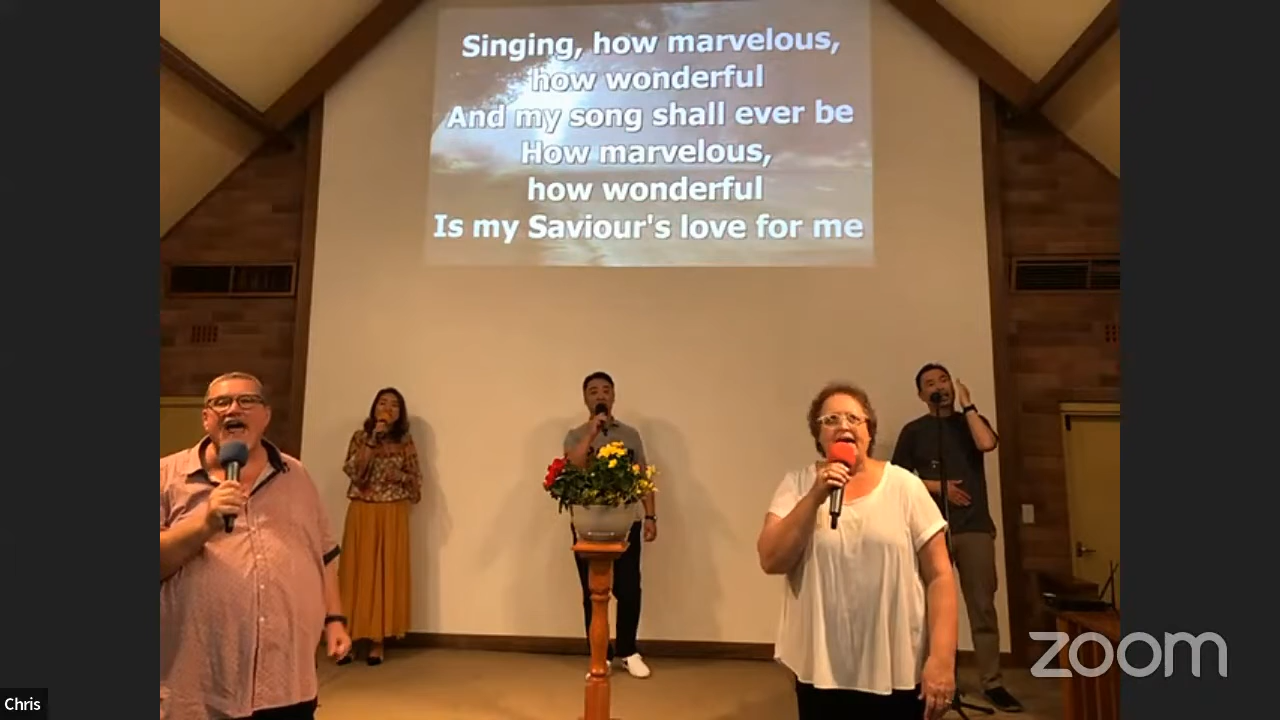 Singing, how marvelous,
how wonderful
And my song shall ever be
How marvelous,
how wonderful
Is my Saviour's love for me
zoom
Chris